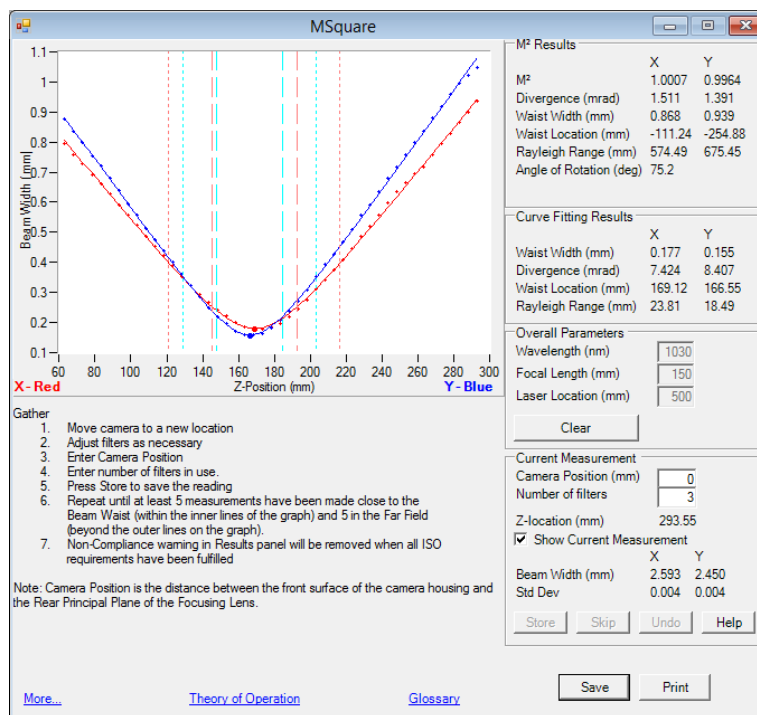 MSquare
1.1
1
0.9
0.8
0.7
0.6
0.5
0.4
0.3
0.2
0.1
Beam Width [mm]
60 80 100 120 140 160 180 200 220 240 260 280 300
X - Red Z-Position (mm) Y - Blue
M² Results
X Y
M² 1.0007 0.9964
Divergence (mrad) 1.511 1.391
Waist Width (mm) 0.868 0.939
Waist Location (mm) -111.24 -254.88
Rayleigh Range (mm) 574.49 675.45
Angle of Rotation (deg) 75.2
Curve Fitting Results
X Y
Waist Width (mm) 0.177 0.155
Divergence (mrad) 7.424 8.407
Waist Location (mm) 169.12 166.55
Rayleigh Range (mm) 23.81 18.49
Overall Parameters
Wavelength (nm) 1030
Focal Length (mm) 150
Laser Location (mm) 500
Clear
Current Measurement
Camera Position (mm) 0
Number of filters 3
Z-location (mm) 293.55
Show Current Measurement
X Y
Beam Width (mm) 2.593 2.450
Std Dev 0.004 0.004
Store Skip Undo Help
Gather
1. Move camera to a new location
2. Adjust filters as necessary
3. Enter Camera Position
4. Enter number of filters in use.
5. Press Store to save the reading
6. Repeat until at least 5 measurements have been made close to the
Beam Waist (within the inner lines of the graph) and 5 in the Far Field
(beyond the outer lines on the graph).
7. Non-Compliance warning in Results panel will be removed when all ISO
requirements have been fulfilled
Note: Camera Position is the distance between the front surface of the camera housing and
the Rear Principal Plane of the Focusing Lens.
More... Theory of Operation Glossary
Save Print